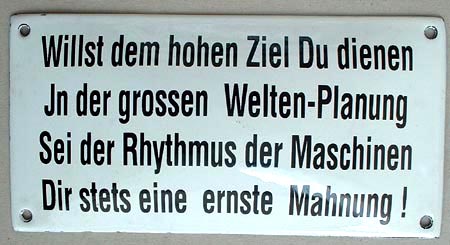 Willst dem hohen Ziel Du dienen
Jn der grossen Welten-Planung
Sei der Rhythmus der Maschinen
Dir stets eine ernste Mahnung !